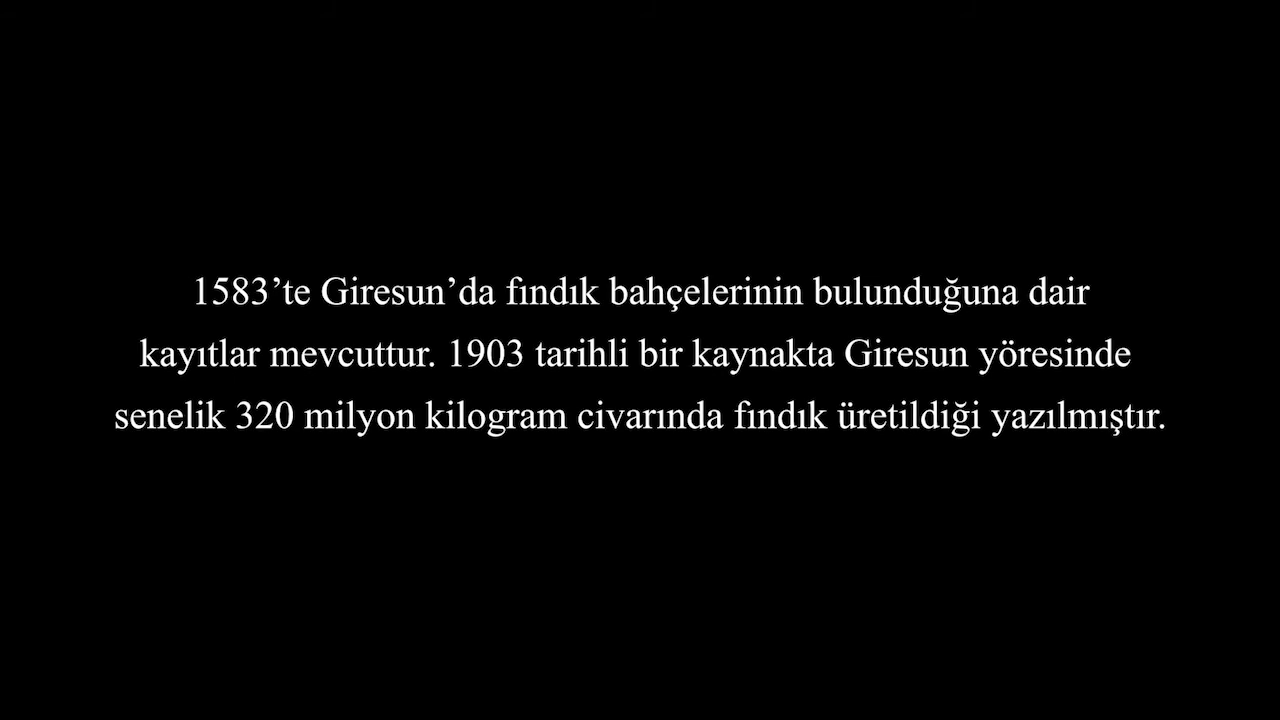 1583’te Giresun’da fındık bahçelerinin bulunduğuna dair
kayıtlar mevcuttur. 1903 tarihli bir kaynakta Giresun yöresinde
senelik 320 milyon kilogram civarında fındık üretildiği yazılmıştır.